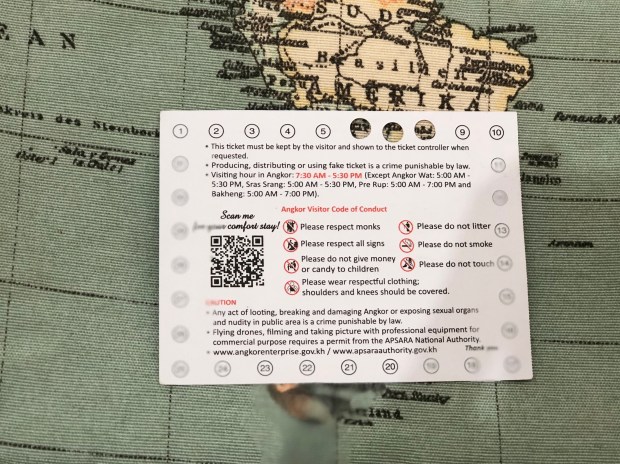 EAN
SUD
Brasilien
AMERIKA
1 2 3 4 5 9 10
• This ticket must be kept by the visitor and shown to the ticket controller when
requested.
• Producing, distributing or using fake ticket is a crime punishable by law.
• Visiting hour in Angkor: 7:30 AM - 5:30 PM (Except Angkor Wat: 5:00 AM -
5:30 PM, Sras Srang: 5:00 AM - 5:30 PM, Pre Rup: 5:00 AM - 7:00 PM and
Bakheng: 5:00 AM - 7:00 PM).
Angkor Visitor Code of Conduct
Scan me
comfort stay!
Please respect monks
Please do not litter
13
Please respect all signs
Please do not smoke
Please do not give money
or candy to children
Please do not touch
14
Please wear respectful clothing;
shoulders and knees should be covered.
CAUTION
• Any act of looting, breaking and damaging Angkor or exposing sexual organs
and nudity in public area is a crime punishable by law.
• Flying drones, filming and taking picture with professional equipment for
commercial purpose requires a permit from the APSARA National Authority.
• www.angkorenterprise.gov.kh / www.apsaraauthority.gov.kh
Thank you
24 23 22 21 20